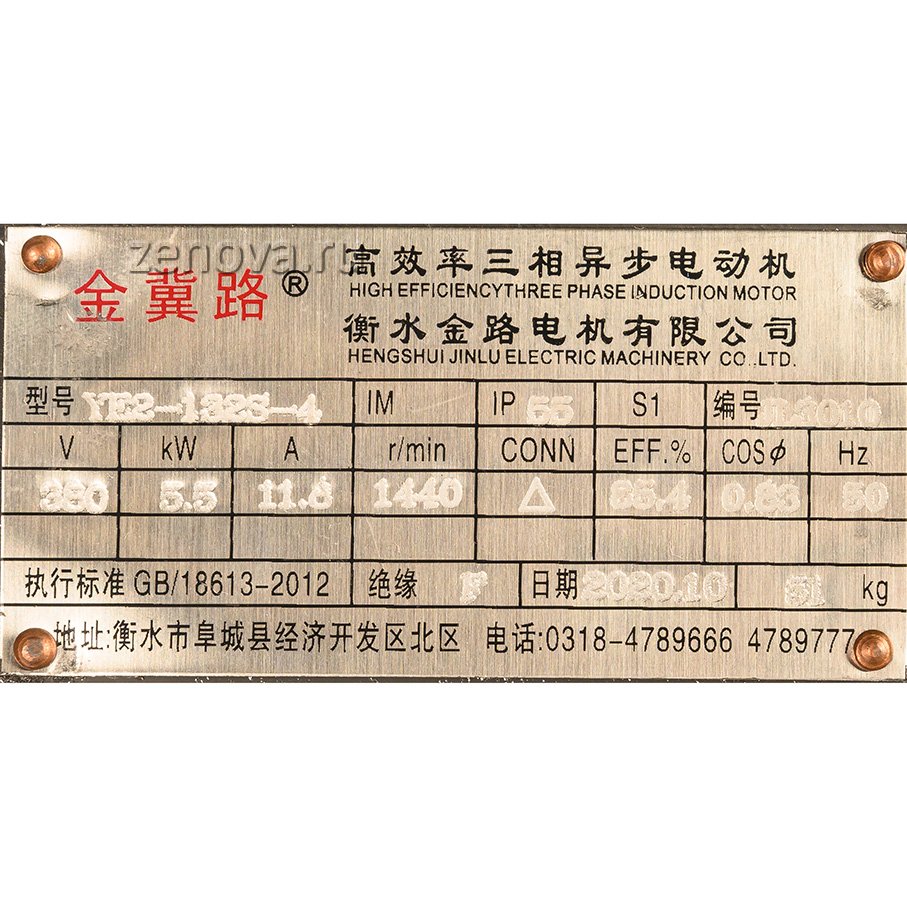 zenova.r
金冀路®
高效率三相异步电动机
HIGH EFFICIENCYTHREE PHASE INDUCTION MOTOR
衡水金路电机有限公司
HENGSHUI JINLU ELECTRIC MACHINERY CO.,LTD.
型号 YE2-132S-4 IM IP 55 S1 编号
V kW A r/min CONN EFF.% COSφ Hz
380 5.5 11.8 1440 △ 85.4 0.83 50
执行标准 GB/18613-2012 绝缘 F 日期 2020.10 51 kg
地址:衡水市阜城县经济开发区北区 电话:0318-4789666 4789777